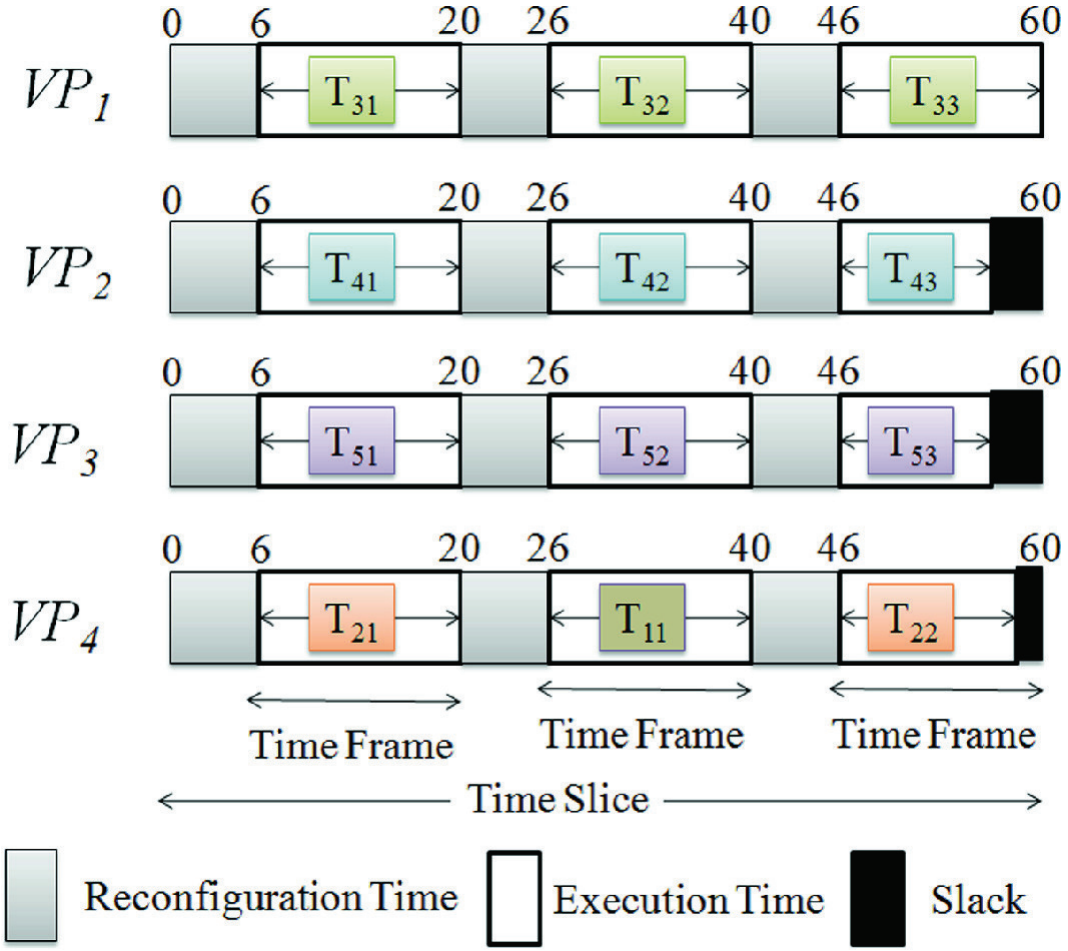 0 6 20 26 40 46 60
VP1 T31 T32 T33
0 6 20 26 40 46 60
VP2 T41 T42 T43
0 6 20 26 40 46 60
VP3 T51 T52 T53
0 6 20 26 40 46 60
VP4 T21 T11 T22
Time Frame Time Frame Time Frame
Time Slice
Reconfiguration Time Execution Time Slack